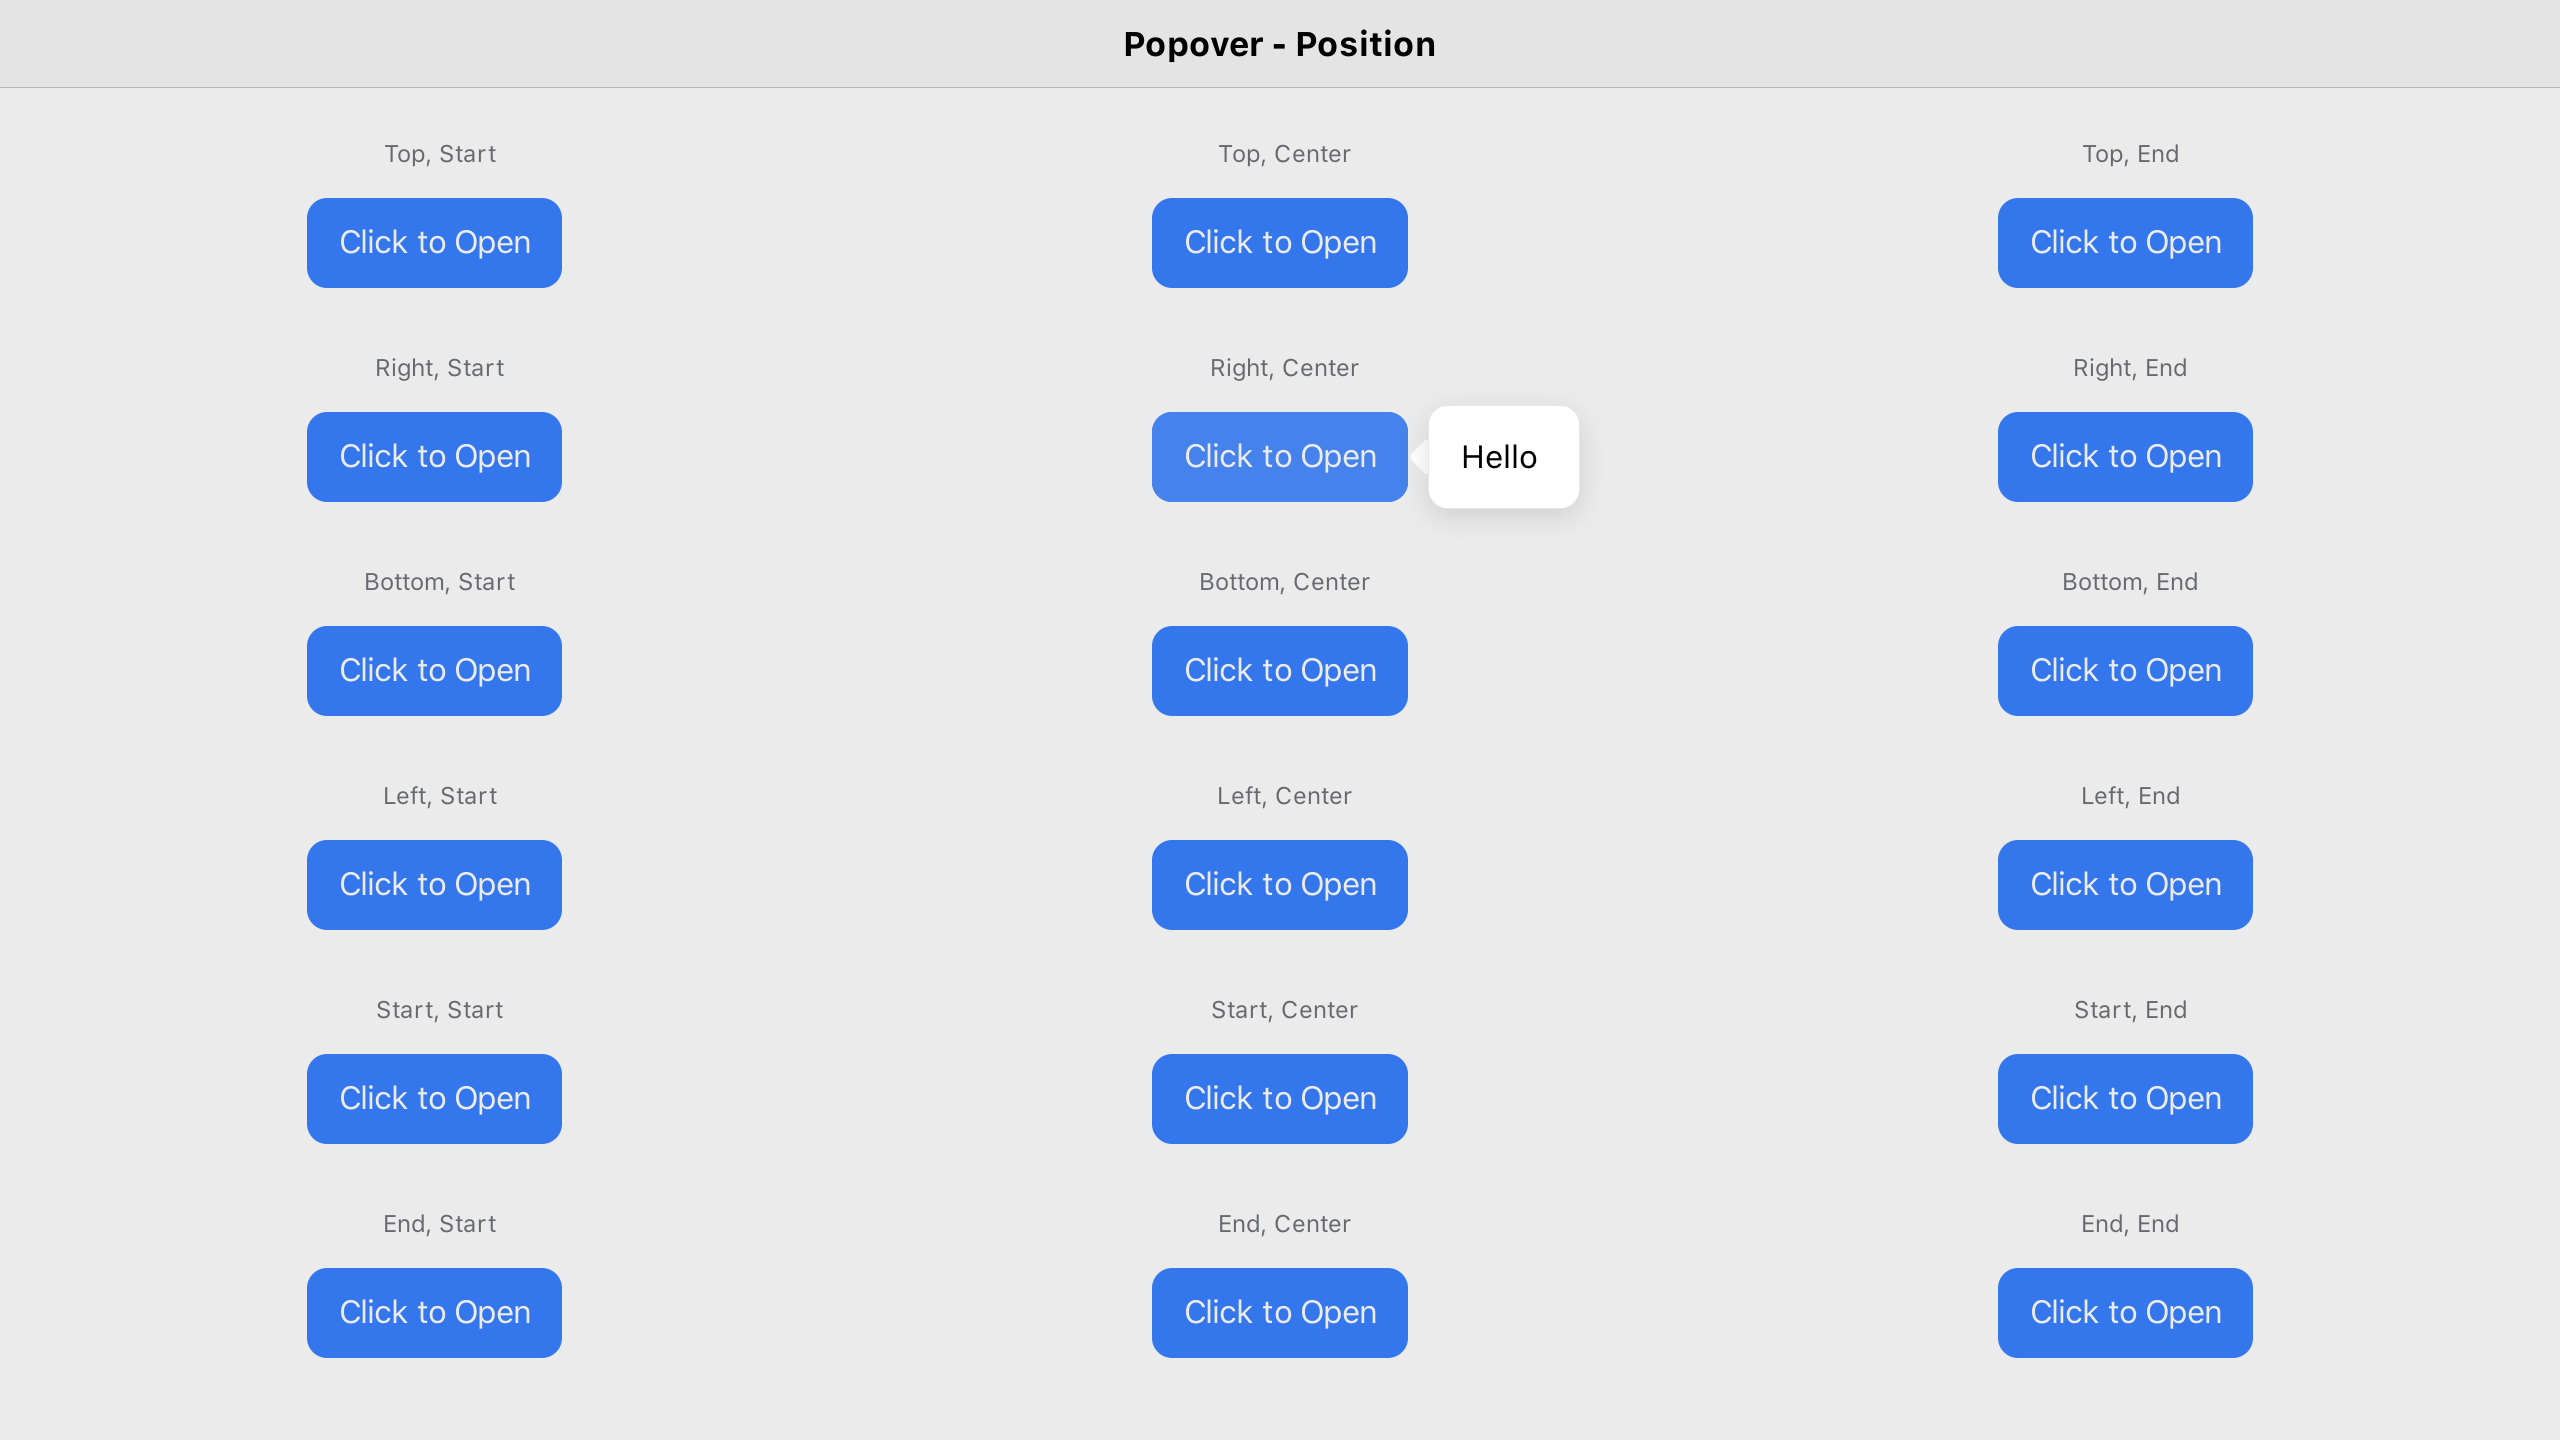 Popover - Position
Top, Start
Top, Center
Top, End
Click to Open
Click to Open
Click to Open
Right, Start
Right, Center
Right, End
Click to Open
Click to Open
Hello
Click to Open
Bottom, Start
Bottom, Center
Bottom, End
Click to Open
Click to Open
Click to Open
Left, Start
Left, Center
Left, End
Click to Open
Click to Open
Click to Open
Start, Start
Start, Center
Start, End
Click to Open
Click to Open
Click to Open
End, Start
End, Center
End, End
Click to Open
Click to Open
Click to Open